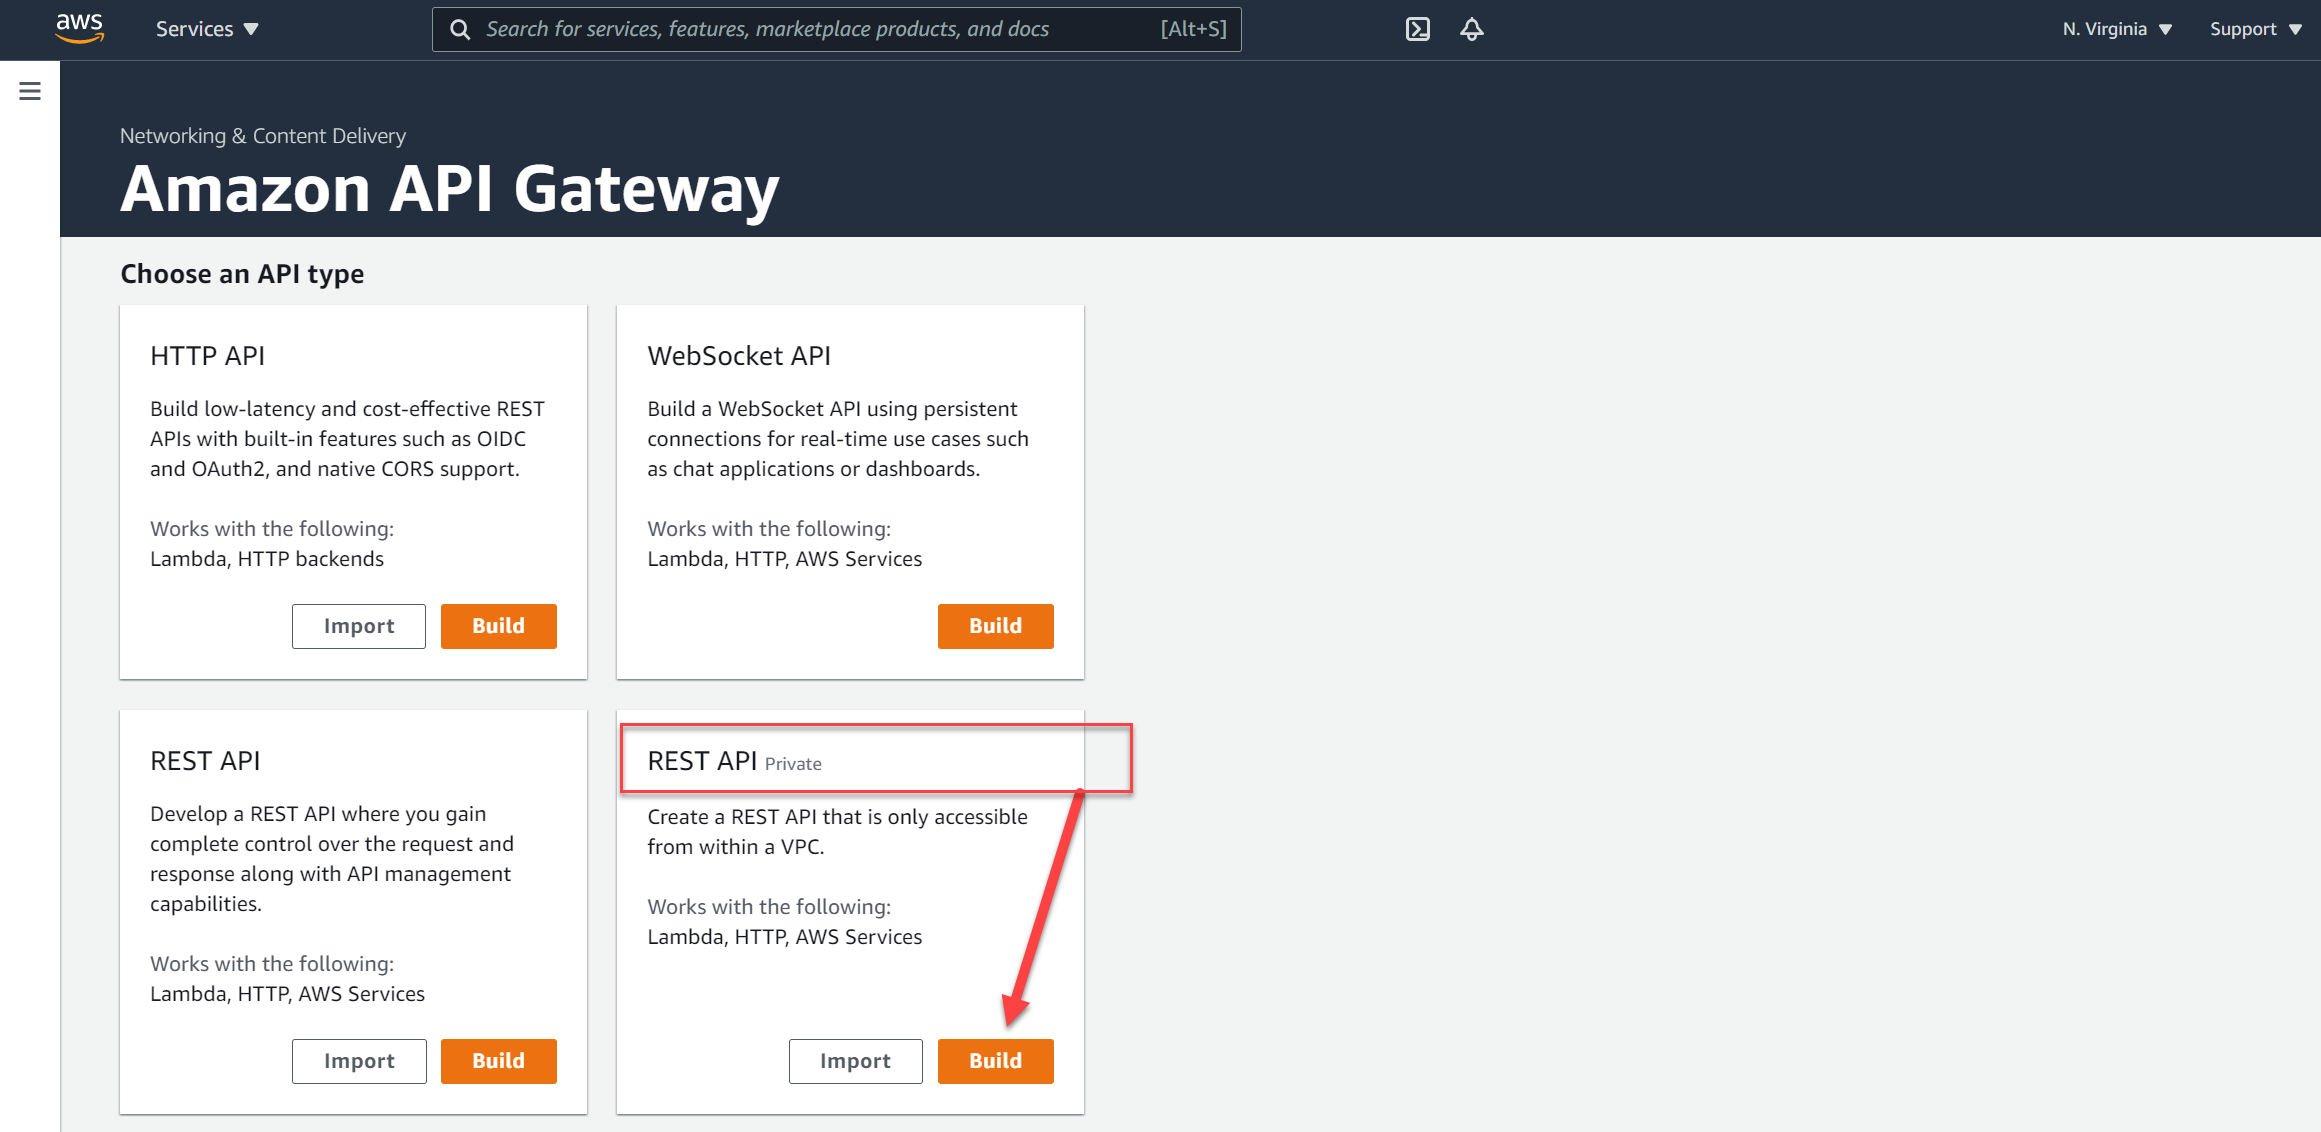 aws
Services
Search for services, features, marketplace products, and docs
[Alt+S]
N. Virginia
Support
Networking & Content Delivery
Amazon API Gateway
Choose an API type
HTTP API
Build low-latency and cost-effective REST
APIs with built-in features such as OIDC
and OAuth2, and native CORS support.
Works with the following:
Lambda, HTTP backends
Import
Build
WebSocket API
Build a WebSocket API using persistent
connections for real-time use cases such
as chat applications or dashboards.
Works with the following:
Lambda, HTTP, AWS Services
Build
REST API
Develop a REST API where you gain
complete control over the request and
response along with API management
capabilities.
Works with the following:
Lambda, HTTP, AWS Services
Import
Build
REST API Private
Create a REST API that is only accessible
from within a VPC.
Works with the following:
Lambda, HTTP, AWS Services
Import
Build